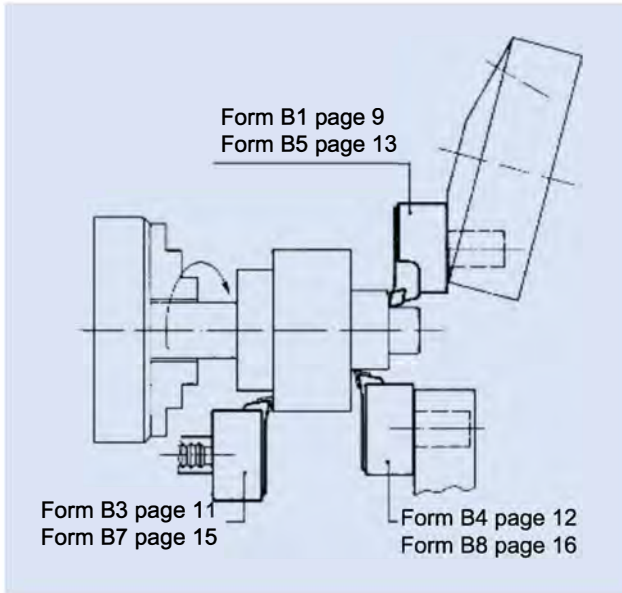 Form B1 page 9
Form B5 page 13
Form B3 page 11
Form B7 page 15
Form B4 page 12
Form B8 page 16